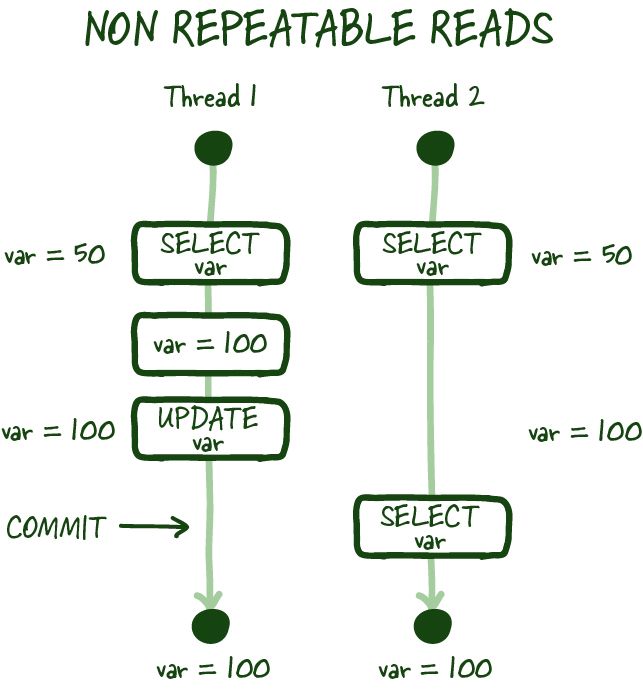 NON REPEATABLE READS
Thread 1
Thread 2
var = 50
SELECT
var
SELECT
var
var = 50
var = 100
var = 100
UPDATE
var
var = 100
COMMIT
SELECT
var
var = 100
var = 100